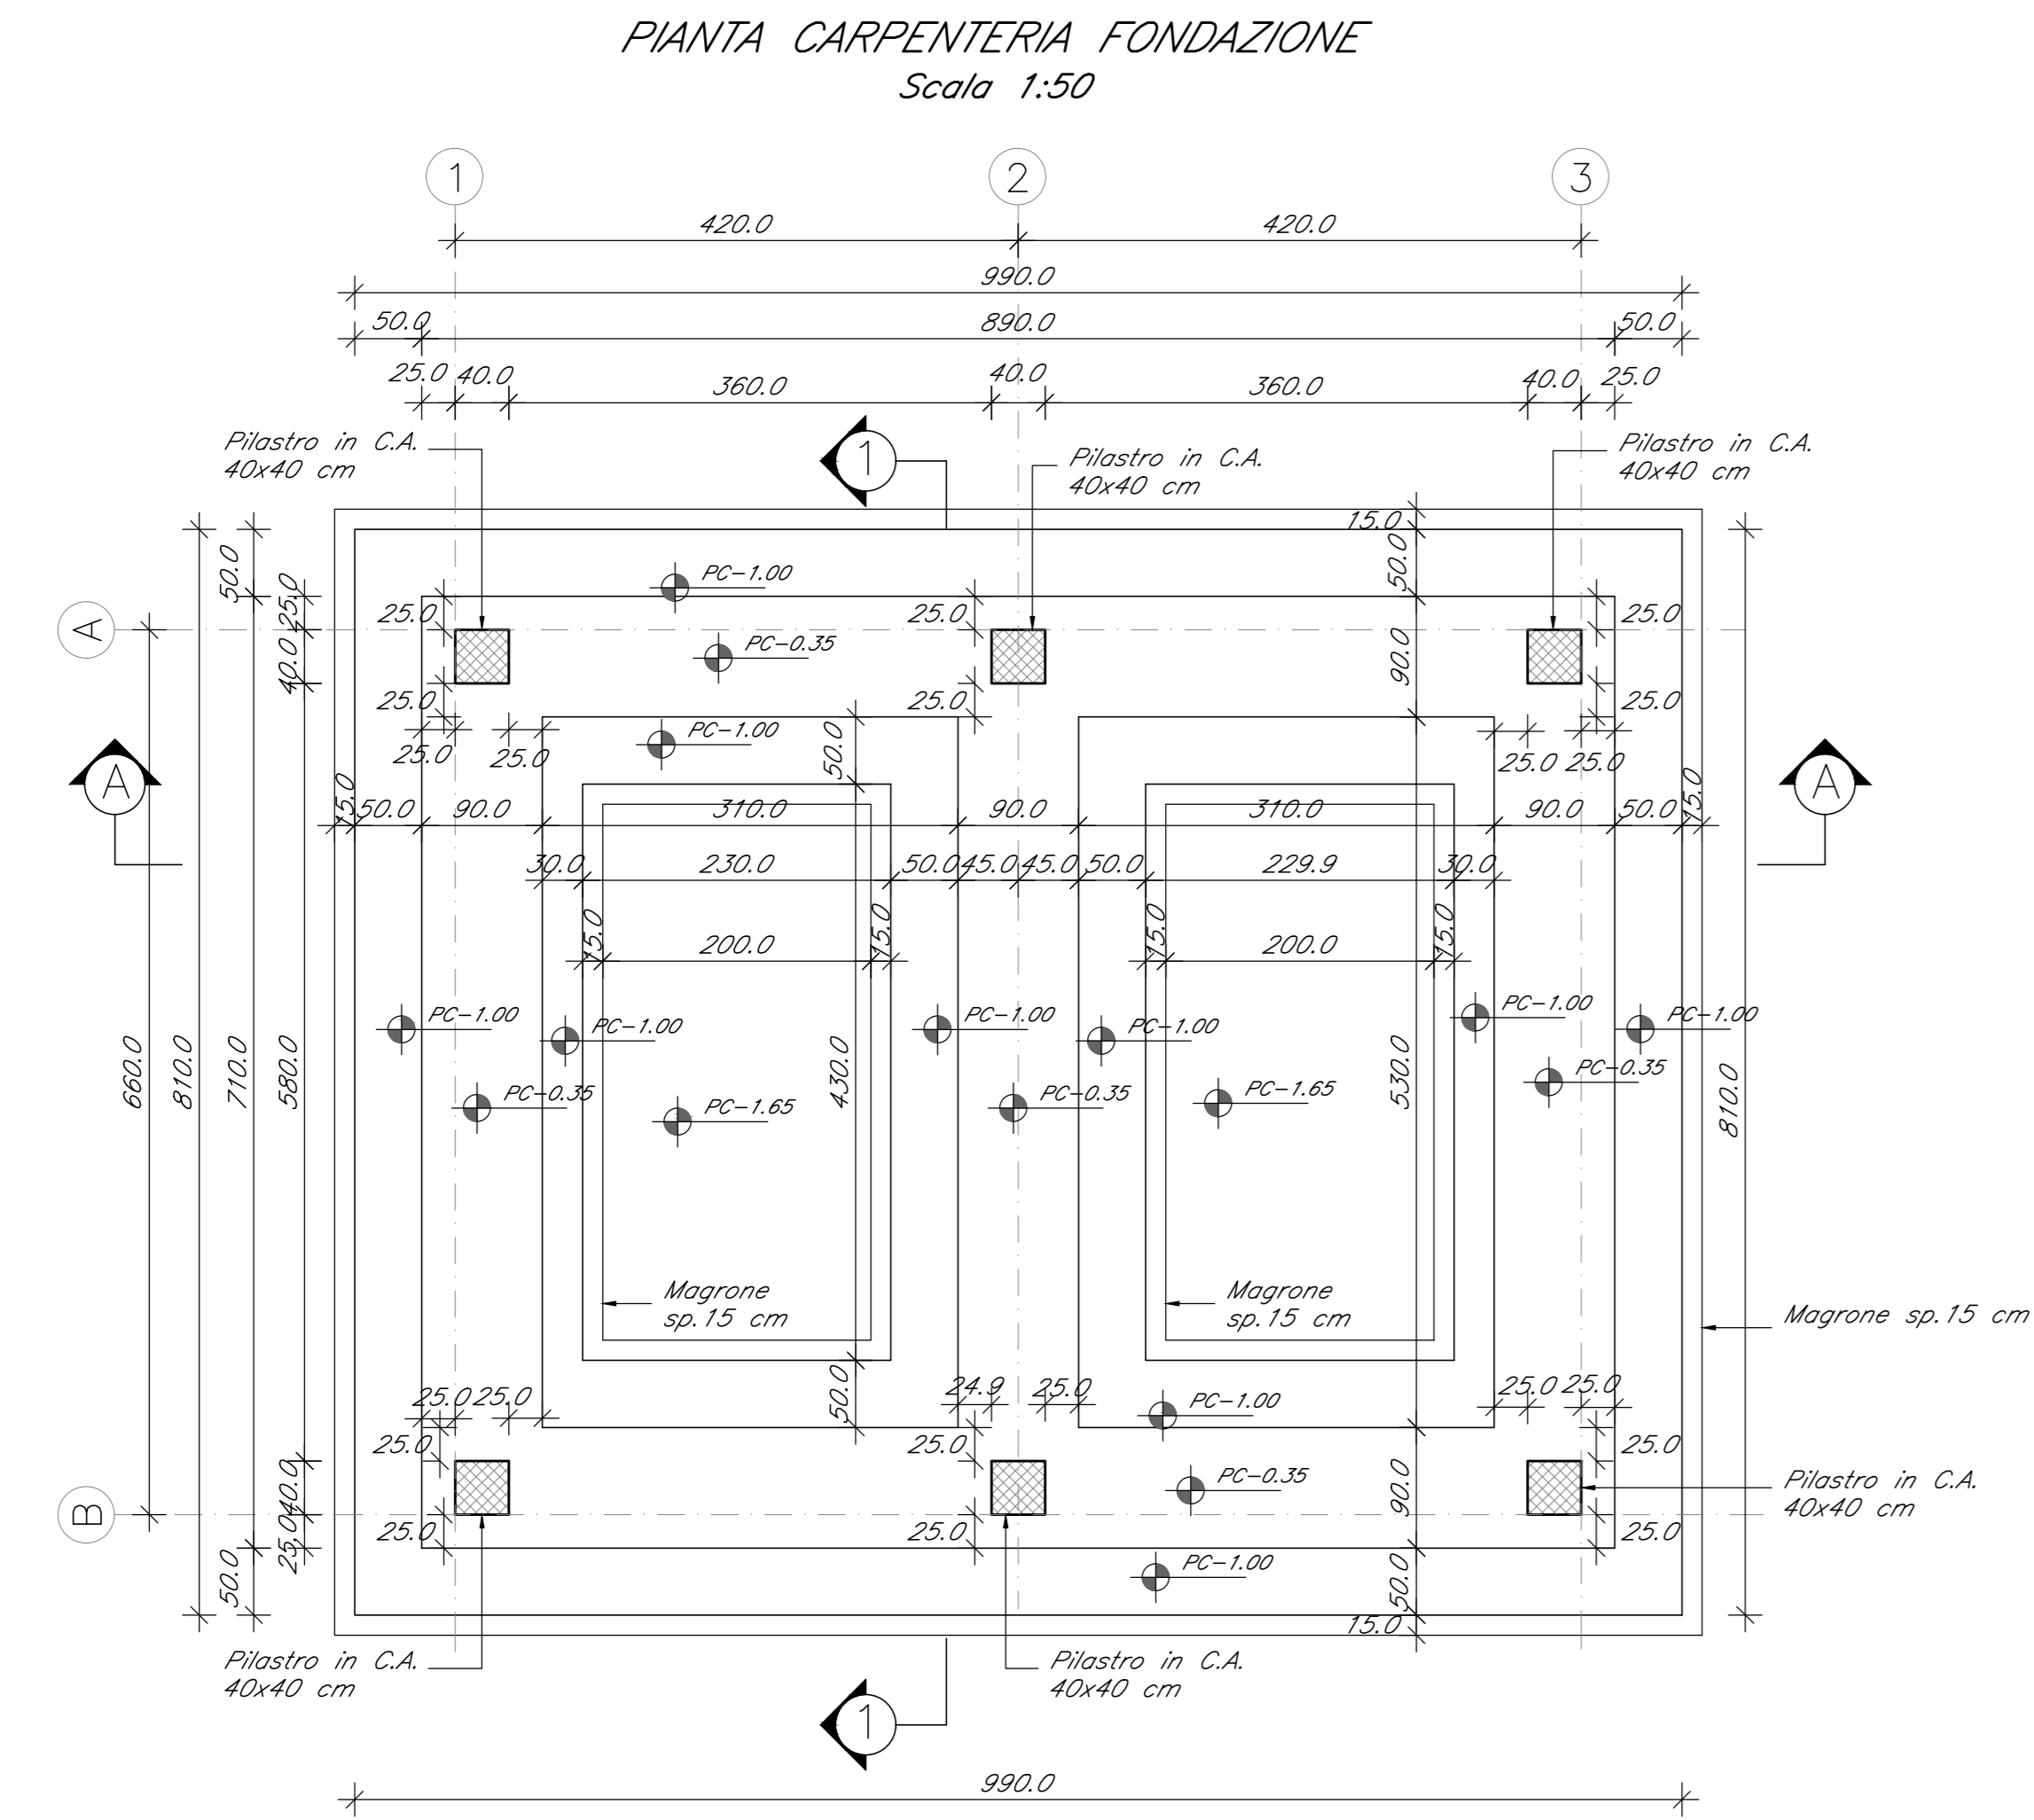 PIANTA CARPENTERIA FONDAZIONE
Scala 1:50
1 2 3
420.0 420.0
990.0
50.0 890.0 50.0
25.0 40.0 360.0 40.0 360.0 40.0 25.0
Pilastro in C.A.
40x40 cm
1
Pilastro in C.A.
40x40 cm
Pilastro in C.A.
40x40 cm
15.0
50.0 50.0
PC-1.00
25.0
A
25.0 25.0 25.0
40.0
PC-0.35
90.0
25.0 25.0 25.0
PC-1.00
25.0 25.0 50.0 25.0 25.0
A A
15.0 50.0 90.0 310.0 90.0 310.0 90.0 50.0 15.0
30.0 230.0 50.0 45.0 45.0 50.0 229.9 30.0
15.0 200.0 15.0 15.0 200.0 15.0
PC-1.00 PC-1.00 PC-1.00 PC-1.00 PC-1.00 PC-1.00
660.0 810.0 710.0 580.0 430.0 530.0 810.0
PC-0.35 PC-1.65 PC-0.35 PC-1.65 PC-0.35
Magrone
sp.15 cm
Magrone
sp.15 cm
Magrone sp.15 cm
25.0 25.0 50.0 24.9 25.0 25.0 25.0
PC-1.00
25.0 25.0 25.0
40.0
PC-0.35
90.0
Pilastro in C.A.
40x40 cm
B
25.0 25.0 25.0 25.0
50.0
PC-1.00
50.0
15.0
Pilastro in C.A.
40x40 cm
Pilastro in C.A.
40x40 cm
1
990.0